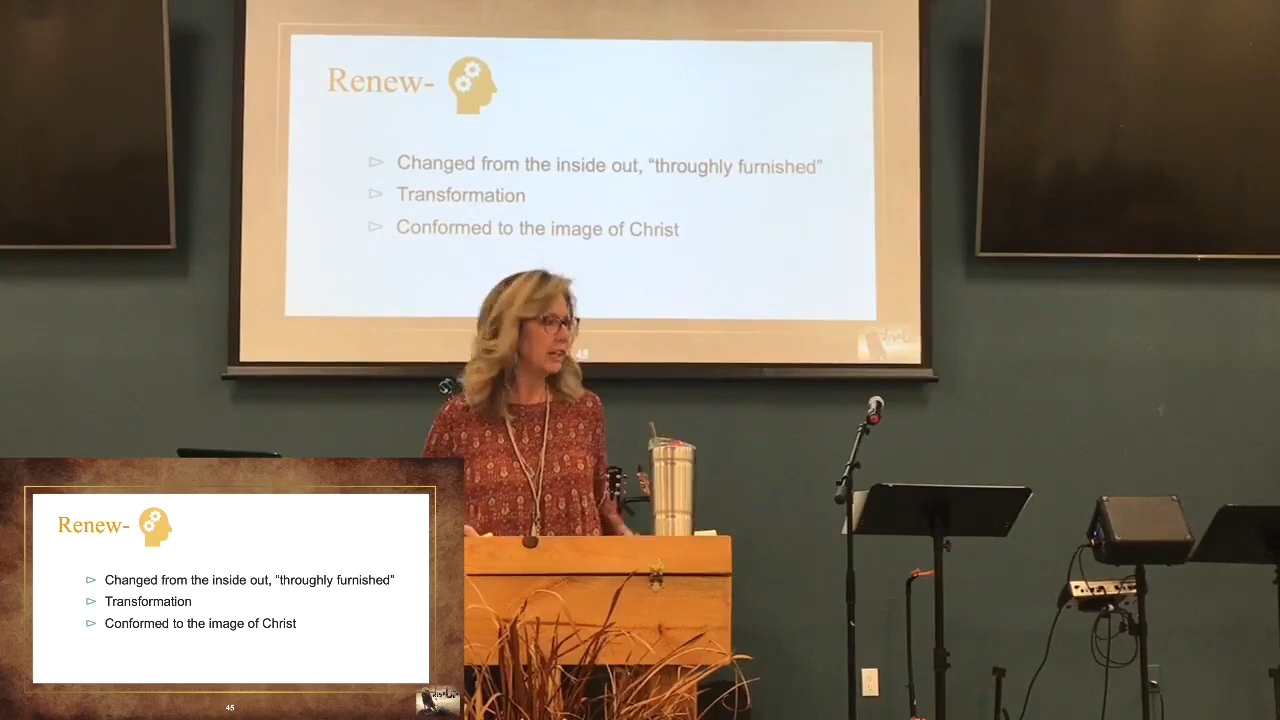 Renew-
Changed from the inside out, “throughly furnished”
Transformation
Conformed to the image of Christ
45
Renew-
Changed from the inside out, “throughly furnished”
Transformation
Conformed to the image of Christ
45